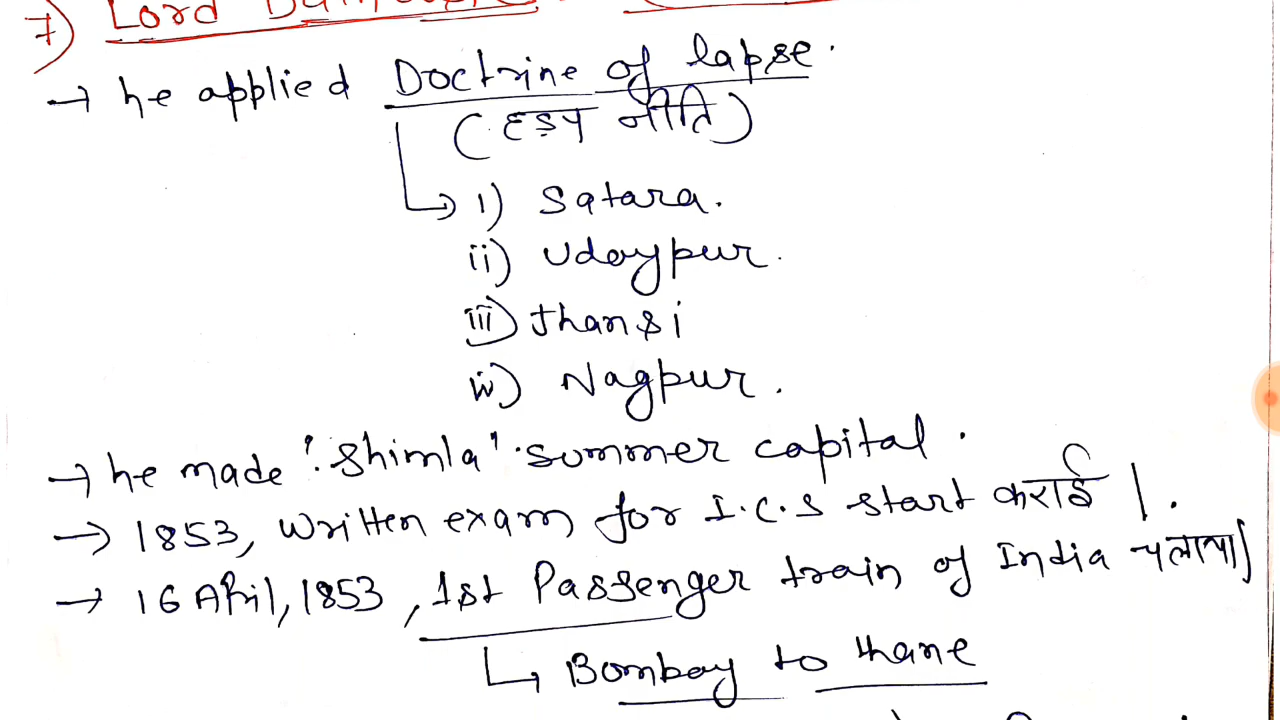 7) Lord Dalhousie
→ he applied Doctrine of lapse.
(हड़प नीति)
i) Satara.
ii) Udaypur.
iii) Jhansi
iv) Nagpur.
→ he made "Shimla" summer capital.
→ 1853, written exam for I.C.S start कराई |.
→ 16 April, 1853, 1st Passenger train of India चलाया|
↳ Bombay to thane